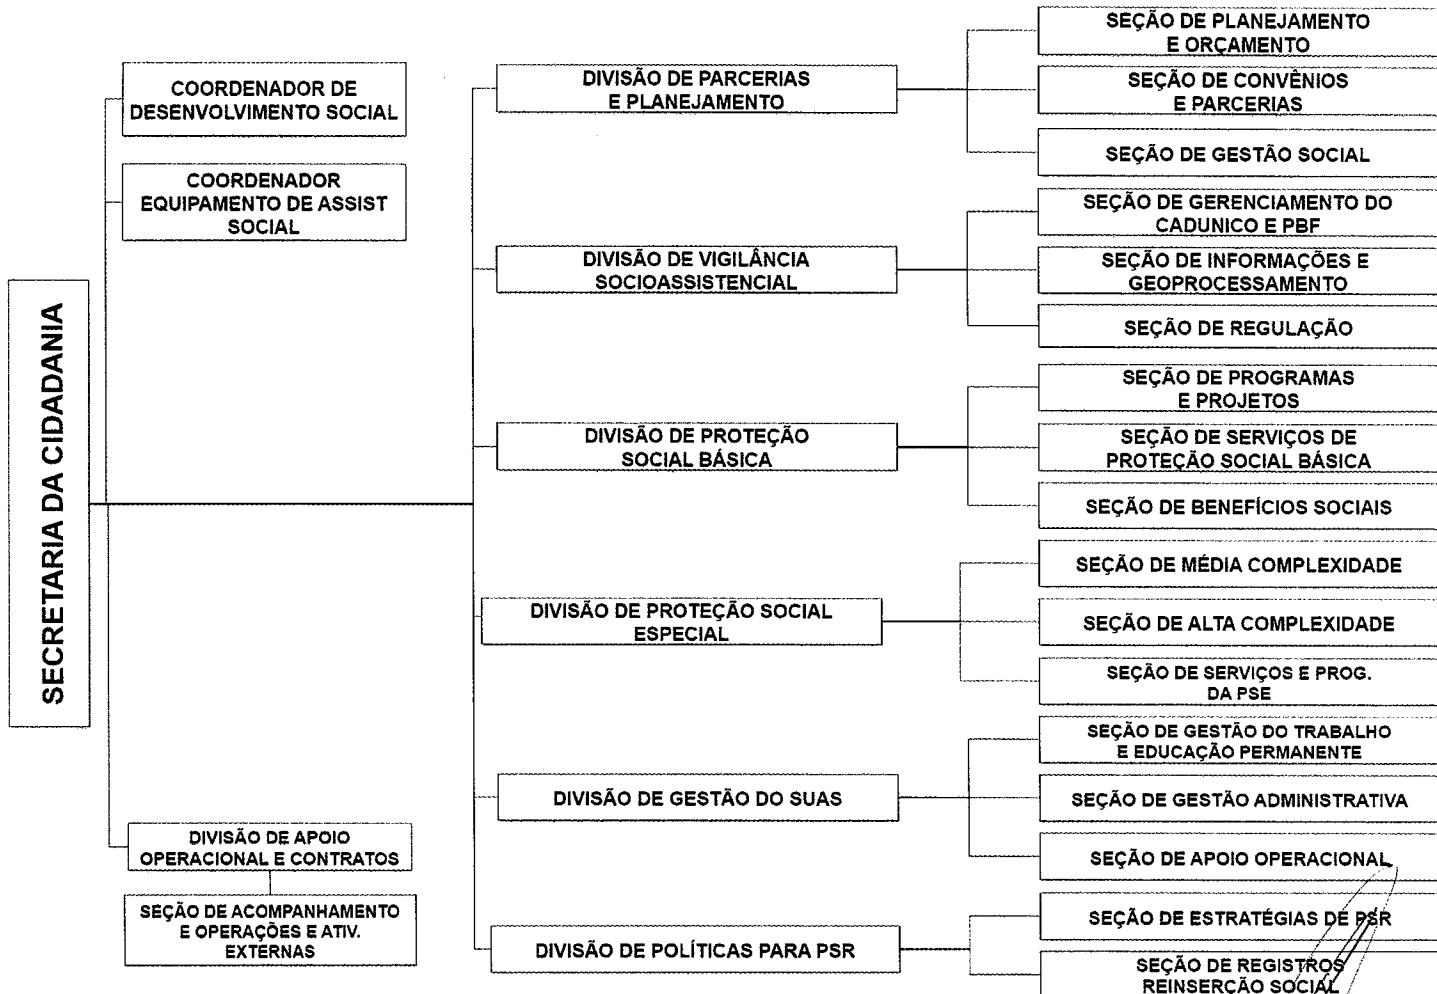 SECRETARIA DA CIDADANIA
COORDENADOR DE
DESENVOLVIMENTO SOCIAL
COORDENADOR
EQUIPAMENTO DE ASSIST
SOCIAL
DIVISÃO DE APOIO
OPERACIONAL E CONTRATOS
SEÇÃO DE ACOMPANHAMENTO
E OPERAÇÕES E ATIV.
EXTERNAS
DIVISÃO DE PARCERIAS
E PLANEJAMENTO
SEÇÃO DE PLANEJAMENTO
E ORÇAMENTO
SEÇÃO DE CONVÊNIOS
E PARCERIAS
SEÇÃO DE GESTÃO SOCIAL
DIVISÃO DE VIGILÂNCIA
SOCIOASSISTENCIAL
SEÇÃO DE GERENCIAMENTO DO
CADUNICO E PBF
SEÇÃO DE INFORMAÇÕES E
GEOPROCESSAMENTO
SEÇÃO DE REGULAÇÃO
DIVISÃO DE PROTEÇÃO
SOCIAL BÁSICA
SEÇÃO DE PROGRAMAS
E PROJETOS
SEÇÃO DE SERVIÇOS DE
PROTEÇÃO SOCIAL BÁSICA
SEÇÃO DE BENEFÍCIOS SOCIAIS
DIVISÃO DE PROTEÇÃO SOCIAL
ESPECIAL
SEÇÃO DE MÉDIA COMPLEXIDADE
SEÇÃO DE ALTA COMPLEXIDADE
SEÇÃO DE SERVIÇOS E PROG.
DA PSE
DIVISÃO DE GESTÃO DO SUAS
SEÇÃO DE GESTÃO DO TRABALHO
E EDUCAÇÃO PERMANENTE
SEÇÃO DE GESTÃO ADMINISTRATIVA
SEÇÃO DE APOIO OPERACIONAL
DIVISÃO DE POLÍTICAS PARA PSR
SEÇÃO DE ESTRATÉGIAS DE PSR
SEÇÃO DE REGISTROS
REINSERÇÃO SOCIAL